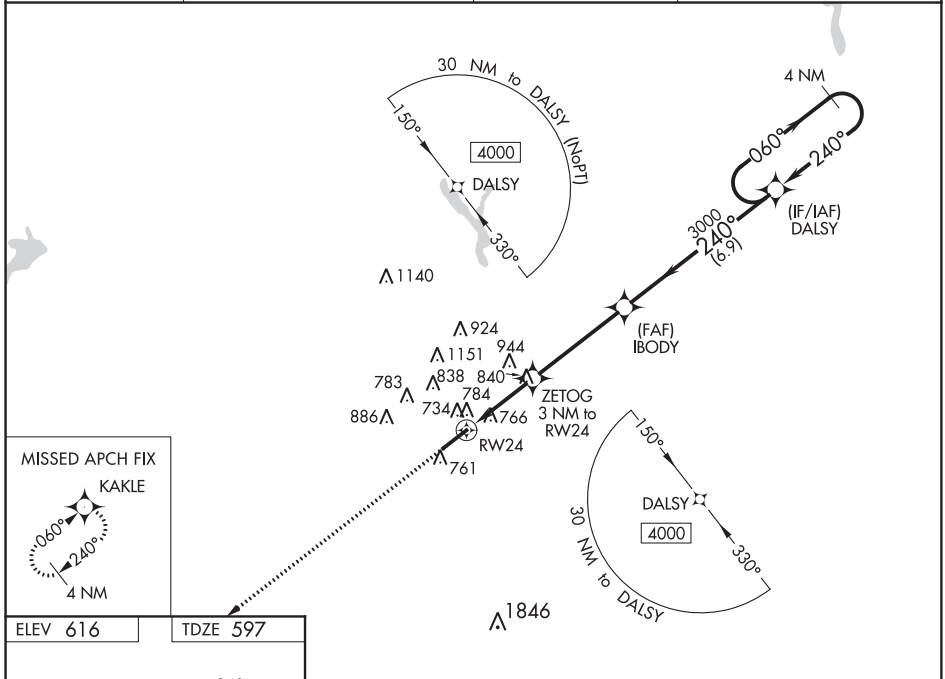 30 NM to DALSY (NoPT)
150°
4000
DALSY
330°
4 NM
060°
240°
(IF/IAF)
DALSY
3000
240°
(6.9)
1140
(FAF)
IBODY
924
1151
944
838
840
783
ZETOG
3 NM to
RW24
734
784
886
766
RW24
761
150°
DALSY
4000
330°
30 NM to DALSY
MISSED APCH FIX
KAKLE
060°
240°
4 NM
1846
ELEV 616
TDZE 597